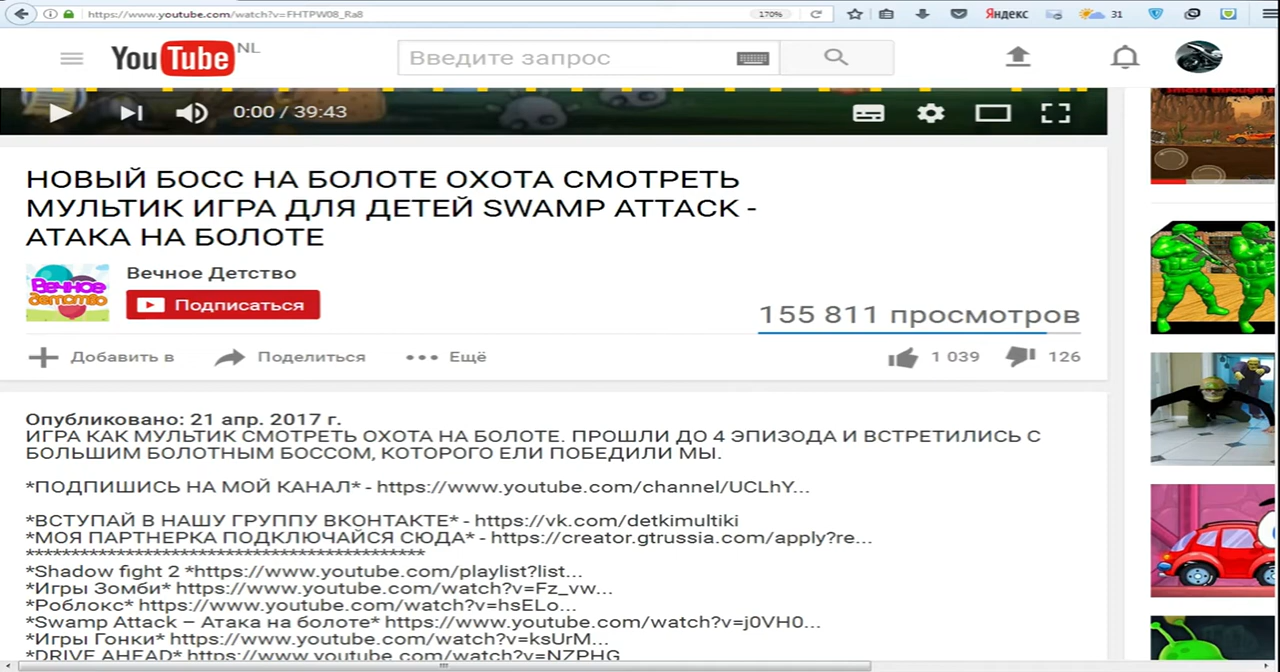 https://www.youtube.com/watch?v=FHTPW08_Ra8 170% Яндекс 31
YouTube NL Введите запрос
0:00 / 39:43
НОВЫЙ БОСС НА БОЛОТЕ ОХОТА СМОТРЕТЬ
МУЛЬТИК ИГРА ДЛЯ ДЕТЕЙ SWAMP ATTACK -
АТАКА НА БОЛОТЕ
Вечное Детство
Вечное
Детство
Подписаться
155 811 просмотров
Добавить в Поделиться Ещё 1 039 126
Опубликовано: 21 апр. 2017 г.
ИГРА КАК МУЛЬТИК СМОТРЕТЬ ОХОТА НА БОЛОТЕ. ПРОШЛИ ДО 4 ЭПИЗОДА И ВСТРЕТИЛИСЬ С
БОЛЬШИМ БОЛОТНЫМ БОССОМ, КОТОРОГО ЕЛИ ПОБЕДИЛИ МЫ.
*ПОДПИШИСЬ НА МОЙ КАНАЛ* - https://www.youtube.com/channel/UCLhY...
*ВСТУПАЙ В НАШУ ГРУППУ ВКОНТАКТЕ* - https://vk.com/detkimultiki
*МОЯ ПАРТНЕРКА ПОДКЛЮЧАЙСЯ СЮДА* - https://creator.gtrussia.com/apply?re...
********************************************
*Shadow fight 2 *https://www.youtube.com/playlist?list...
*Игры Зомби* https://www.youtube.com/watch?v=Fz_vw...
*Роблокс* https://www.youtube.com/watch?v=hsELo...
*Swamp Attack – Атака на болоте* https://www.youtube.com/watch?v=j0VH0...
*Игры Гонки* https://www.youtube.com/watch?v=ksUrM...
*DRIVE AHEAD* https://www.youtube.com/watch?v=NZPHG